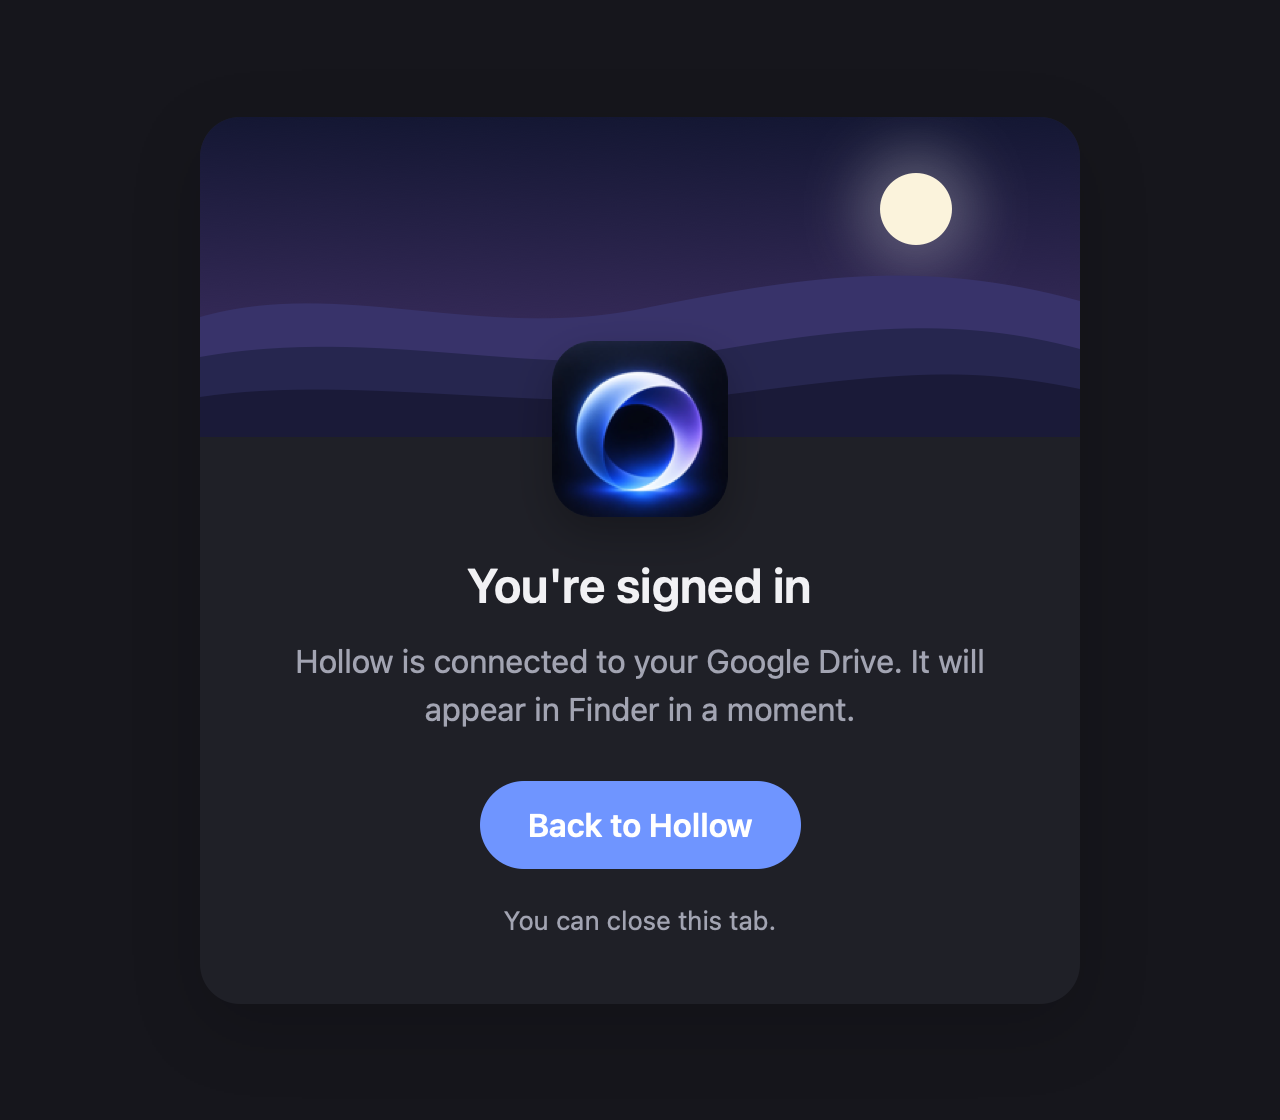 You're signed in
Hollow is connected to your Google Drive. It will
appear in Finder in a moment.
Back to Hollow
You can close this tab.